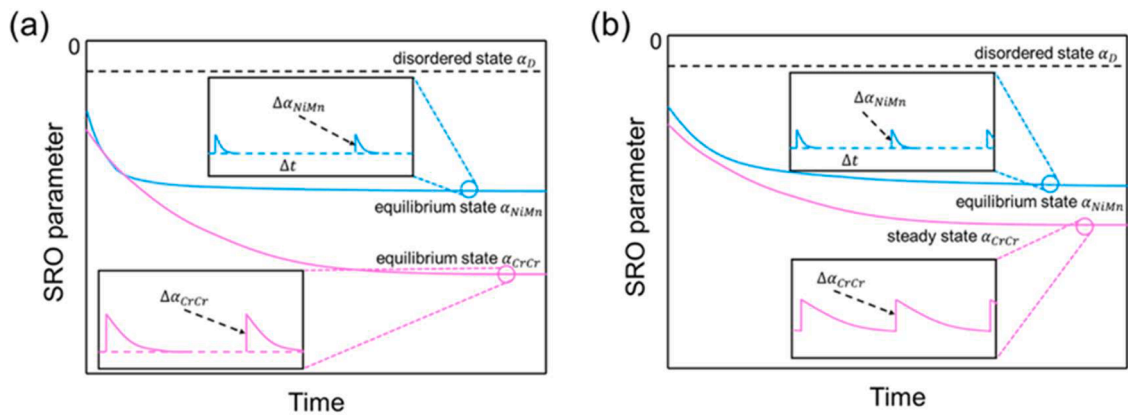 (a)
0
disordered state α_D
Δα_NiMn
Δt
equilibrium state α_NiMn
equilibrium state α_CrCr
Δα_CrCr
SRO parameter
Time
(b)
0
disordered state α_D
Δα_NiMn
Δt
equilibrium state α_NiMn
steady state α_CrCr
Δα_CrCr
SRO parameter
Time